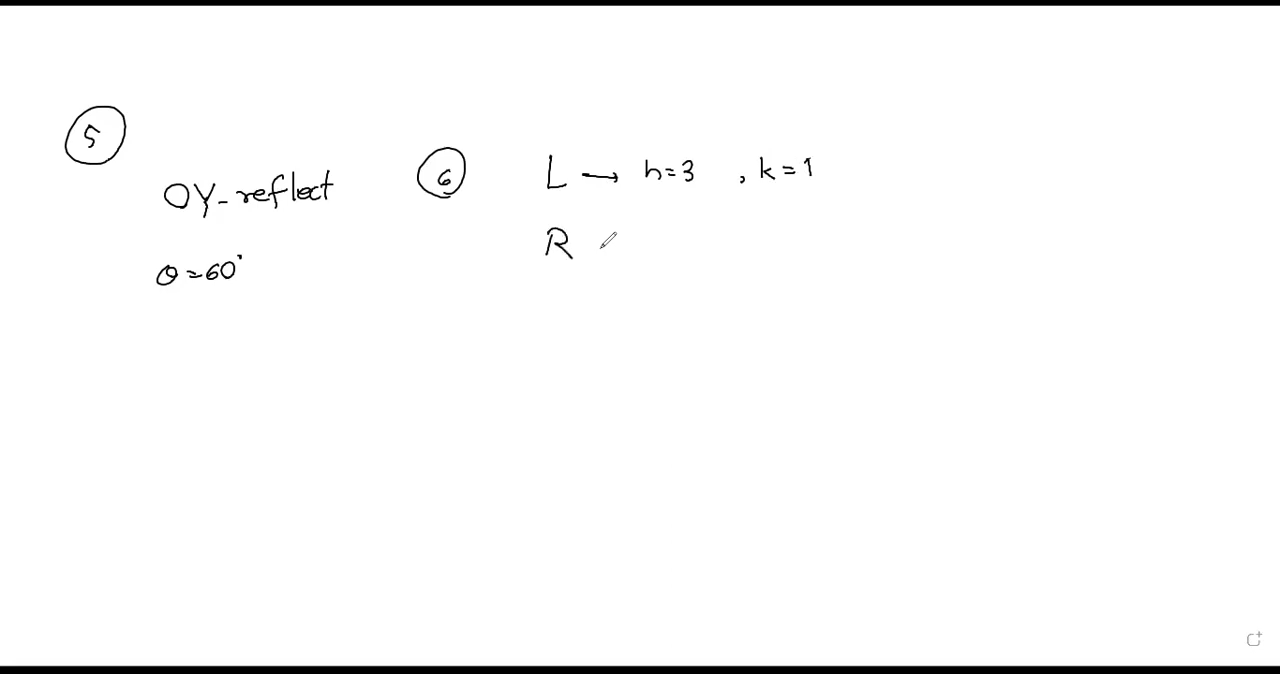 5
OY-reflect
θ=60°
6
L → h=3 , k=1
R